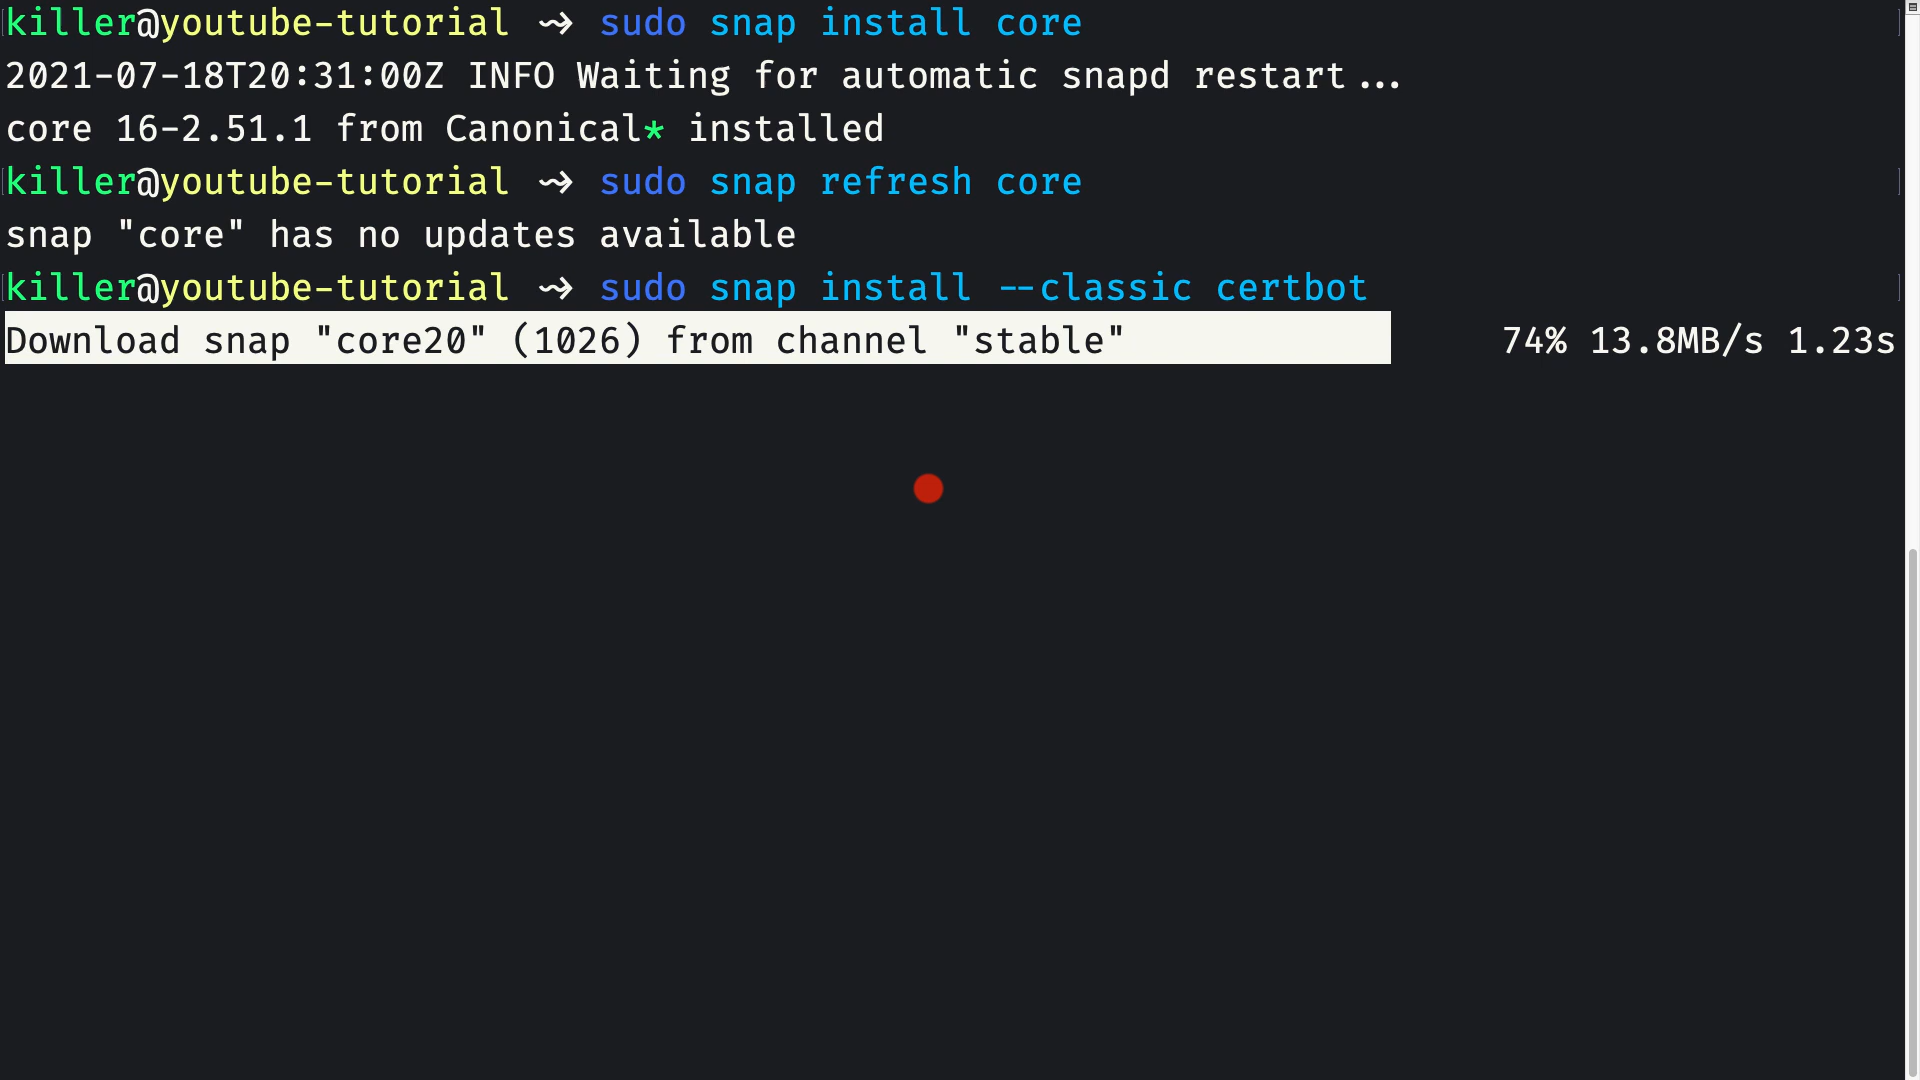 killer@youtube-tutorial ⤳ sudo snap install core
2021-07-18T20:31:00Z INFO Waiting for automatic snapd restart...
core 16-2.51.1 from Canonical* installed
killer@youtube-tutorial ⤳ sudo snap refresh core
snap "core" has no updates available
killer@youtube-tutorial ⤳ sudo snap install --classic certbot
Download snap "core20" (1026) from channel "stable" 74% 13.8MB/s 1.23s